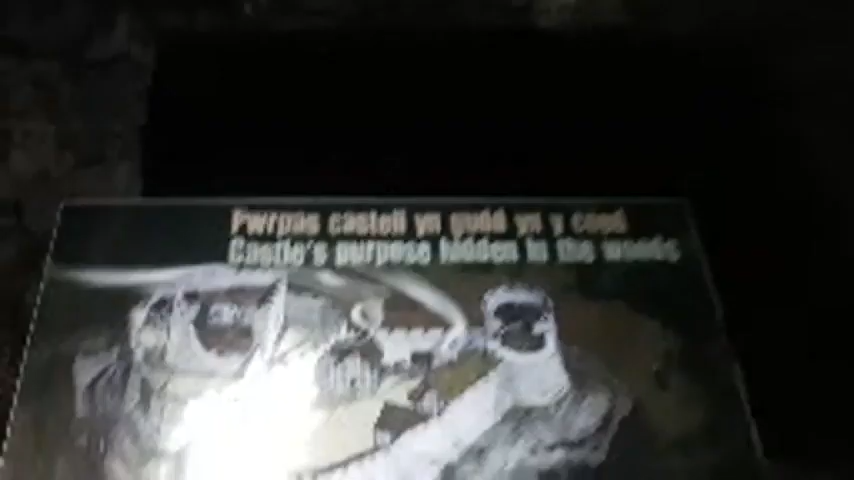 Pwrpas castell yn gudd yn y coed
Castle's purpose hidden in the woods